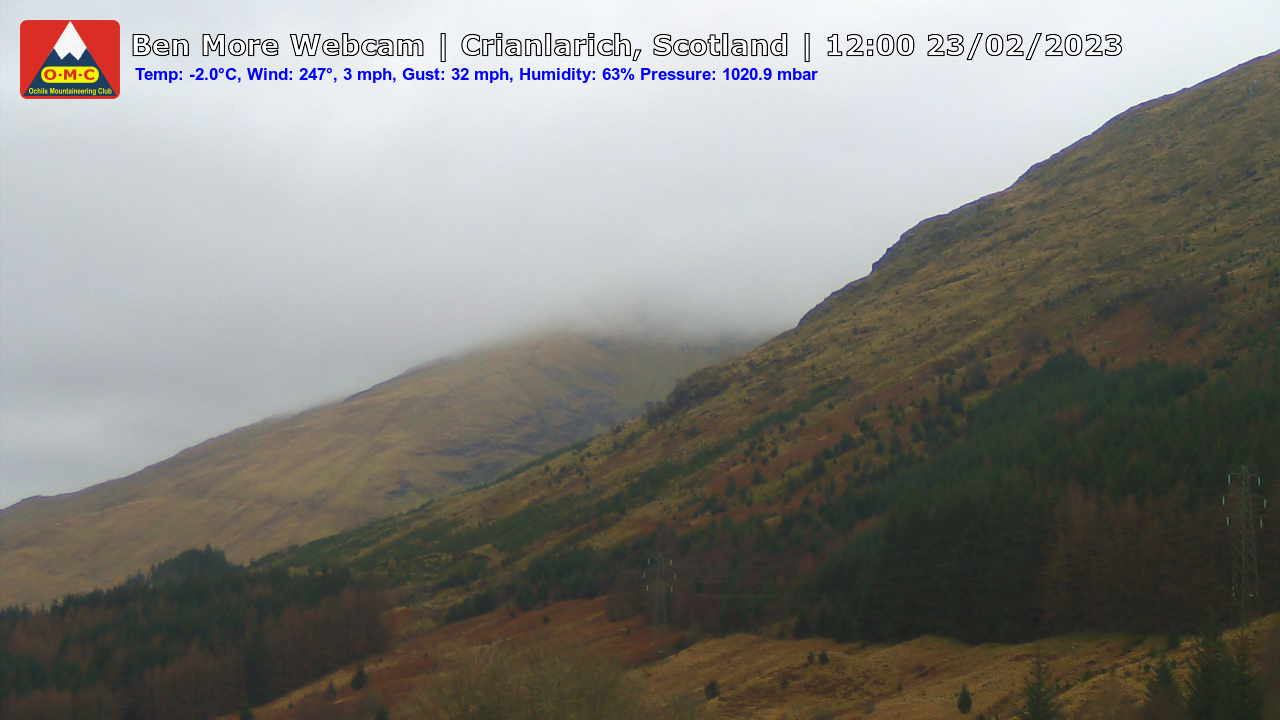 Ben More Webcam | Crianlarich, Scotland | 12:00 23/02/2023
Temp: -2.0°C, Wind: 247°, 3 mph, Gust: 32 mph, Humidity: 63% Pressure: 1020.9 mbar
O·M·C
Ochils Mountaineering Club